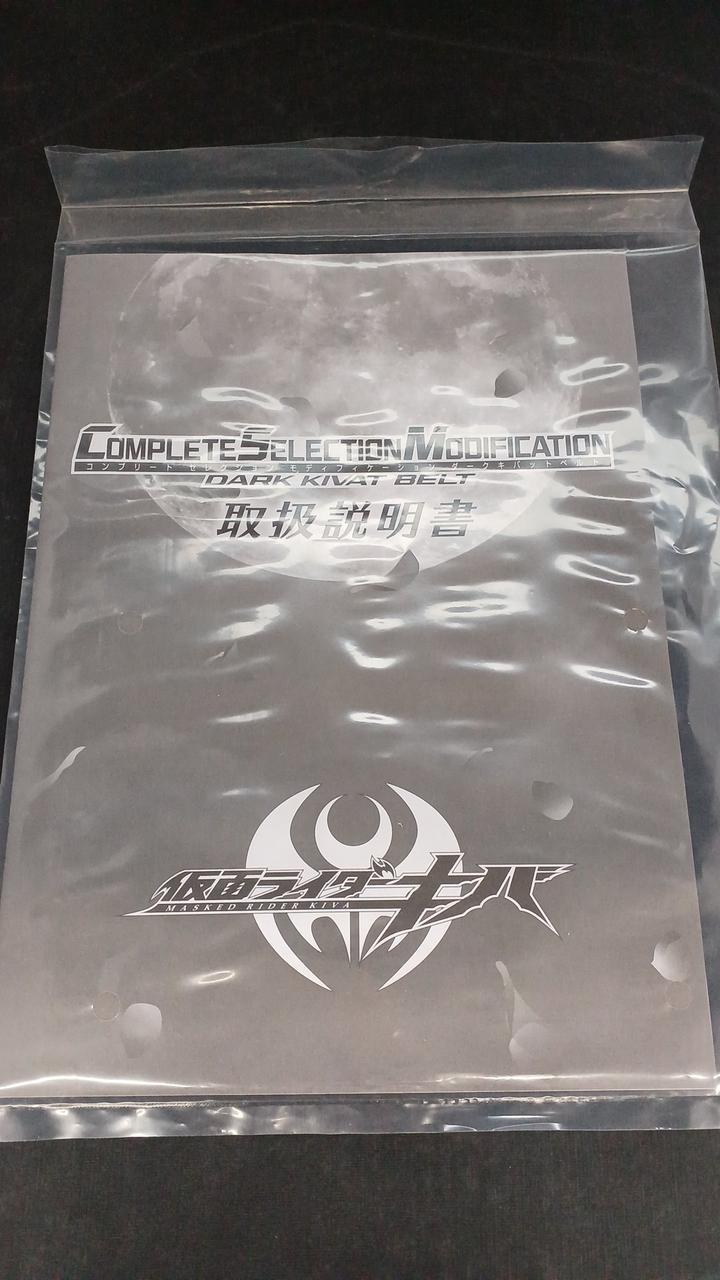 COMPLETE SELECTION MODIFICATION
コンプリート セレクション モディフィケーション ダークキバットベルト
DARK KIVAT BELT
取扱説明書
仮面ライダーキバ
MASKED RIDER KIVA